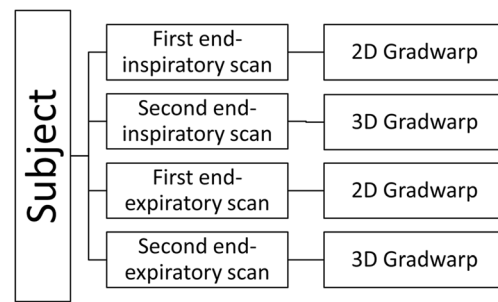 Subject
First end-
inspiratory scan
2D Gradwarp
Second end-
inspiratory scan
3D Gradwarp
First end-
expiratory scan
2D Gradwarp
Second end-
expiratory scan
3D Gradwarp